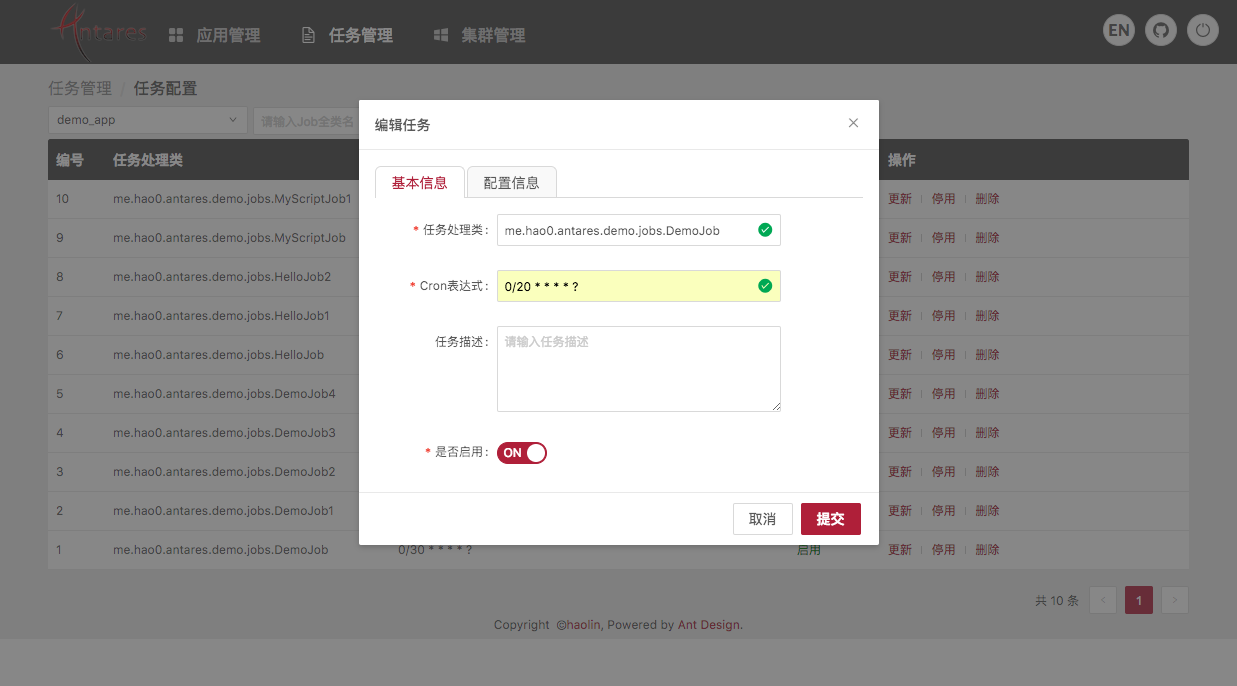 Antares 应用管理 任务管理 集群管理 EN
任务管理 / 任务配置
demo_app 请输入Job全类名
编辑任务
编号 任务处理类 操作
基本信息 配置信息
10 me.hao0.antares.demo.jobs.MyScriptJob1 更新 停用 删除
* 任务处理类: me.hao0.antares.demo.jobs.DemoJob
9 me.hao0.antares.demo.jobs.MyScriptJob 更新 停用 删除
8 me.hao0.antares.demo.jobs.HelloJob2 更新 停用 删除
* Cron表达式: 0/20 * * * * ?
7 me.hao0.antares.demo.jobs.HelloJob1 更新 停用 删除
任务描述: 请输入任务描述
6 me.hao0.antares.demo.jobs.HelloJob 更新 停用 删除
5 me.hao0.antares.demo.jobs.DemoJob4 更新 停用 删除
4 me.hao0.antares.demo.jobs.DemoJob3 更新 停用 删除
* 是否启用: ON
3 me.hao0.antares.demo.jobs.DemoJob2 更新 停用 删除
2 me.hao0.antares.demo.jobs.DemoJob1 更新 停用 删除
取消 提交
1 me.hao0.antares.demo.jobs.DemoJob 0/30 * * * * ? 启用 更新 停用 删除
共 10 条 < 1 >
Copyright ©haolin, Powered by Ant Design.